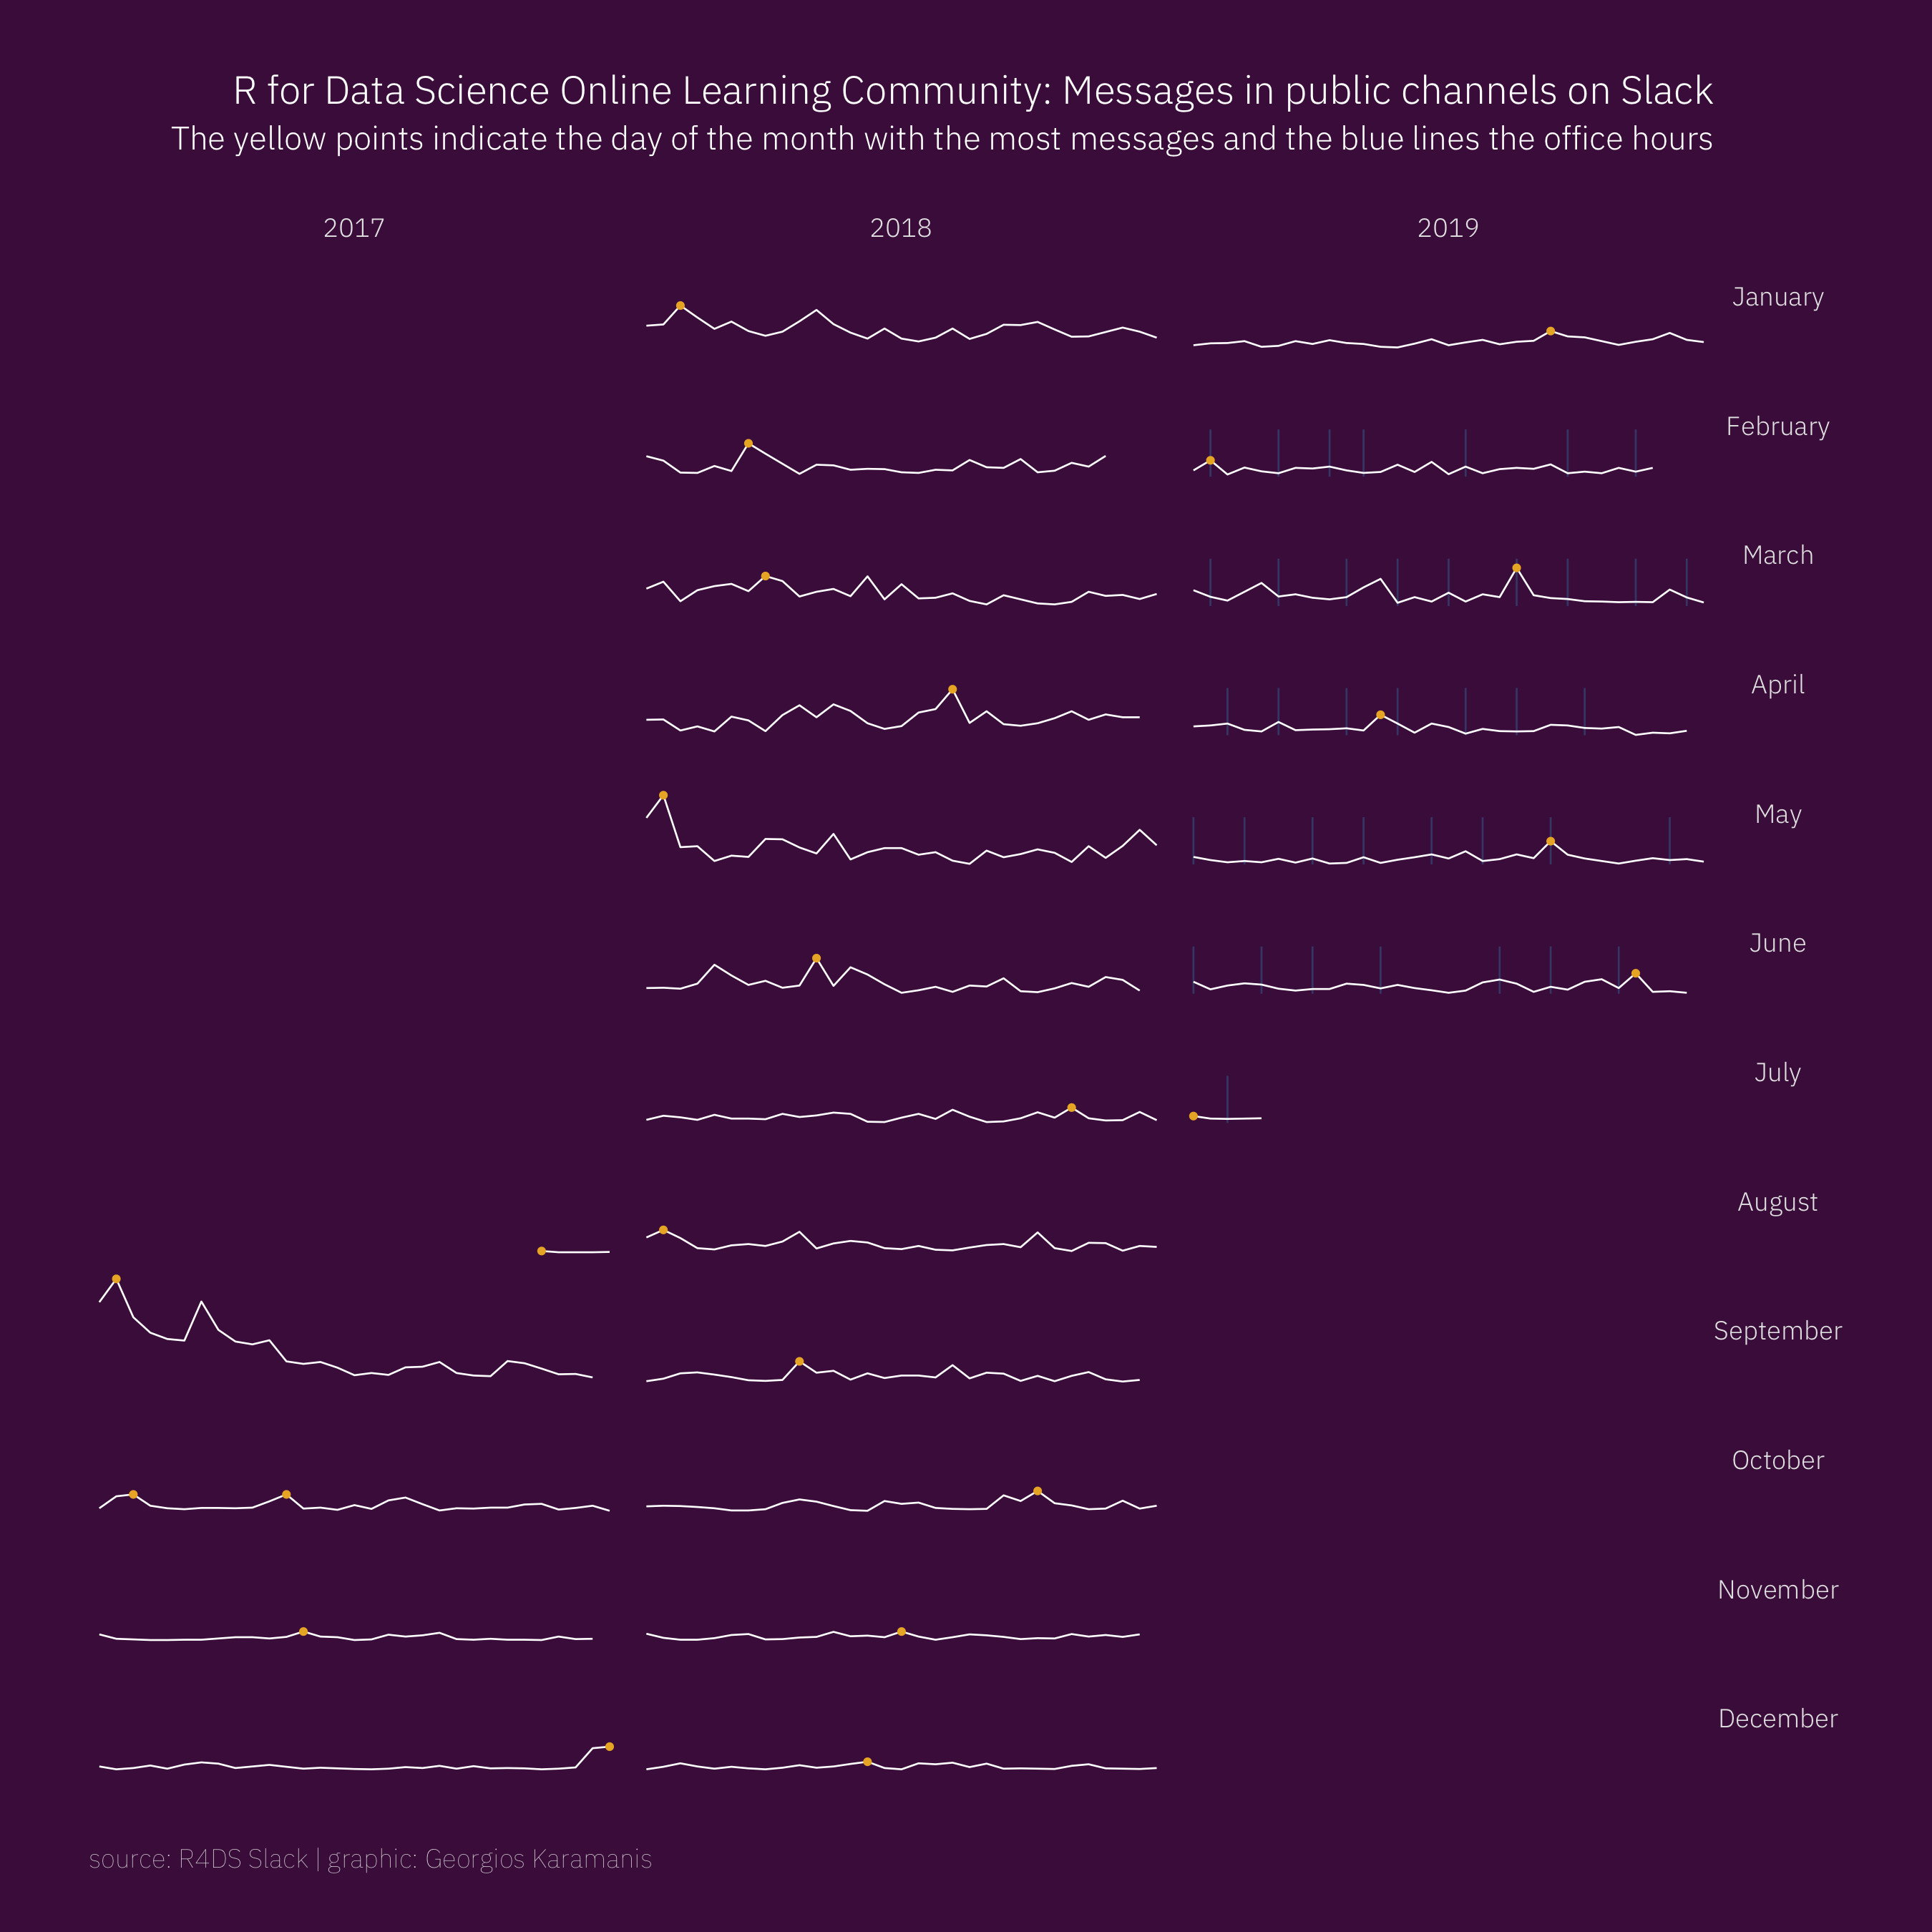 R for Data Science Online Learning Community: Messages in public channels on Slack
The yellow points indicate the day of the month with the most messages and the blue lines the office hours
2017 2018 2019
January
February
March
April
May
June
July
August
September
October
November
December
source: R4DS Slack | graphic: Georgios Karamanis